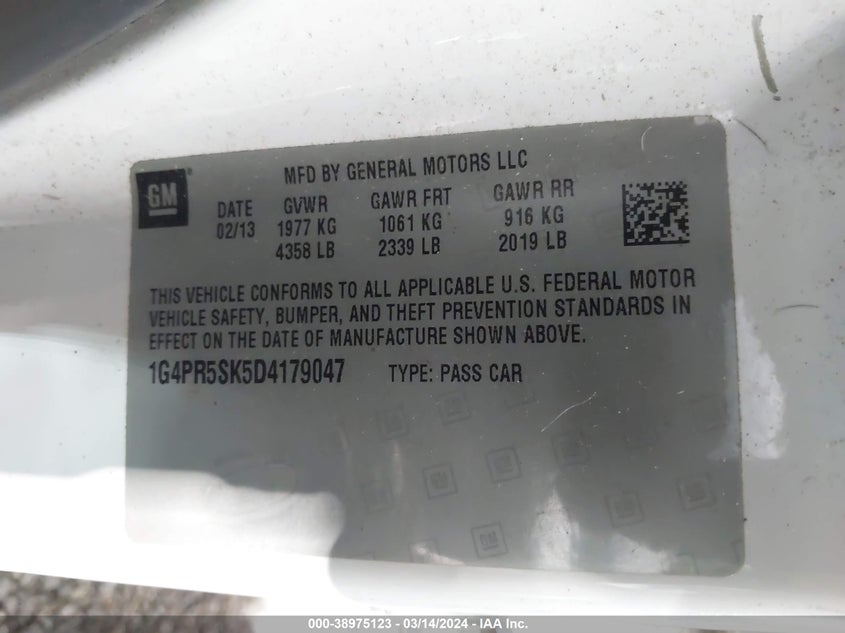 MFD BY GENERAL MOTORS LLC
GM
DATE GVWR GAWR FRT GAWR RR
02/13 1977 KG 1061 KG 916 KG
4358 LB 2339 LB 2019 LB
THIS VEHICLE CONFORMS TO ALL APPLICABLE U.S. FEDERAL MOTOR
VEHICLE SAFETY, BUMPER, AND THEFT PREVENTION STANDARDS IN
EFFECT ON THE DATE OF MANUFACTURE SHOWN ABOVE.
1G4PR5SK5D4179047 TYPE: PASS CAR
000-38975123 — 03/14/2024 — IAA Inc.